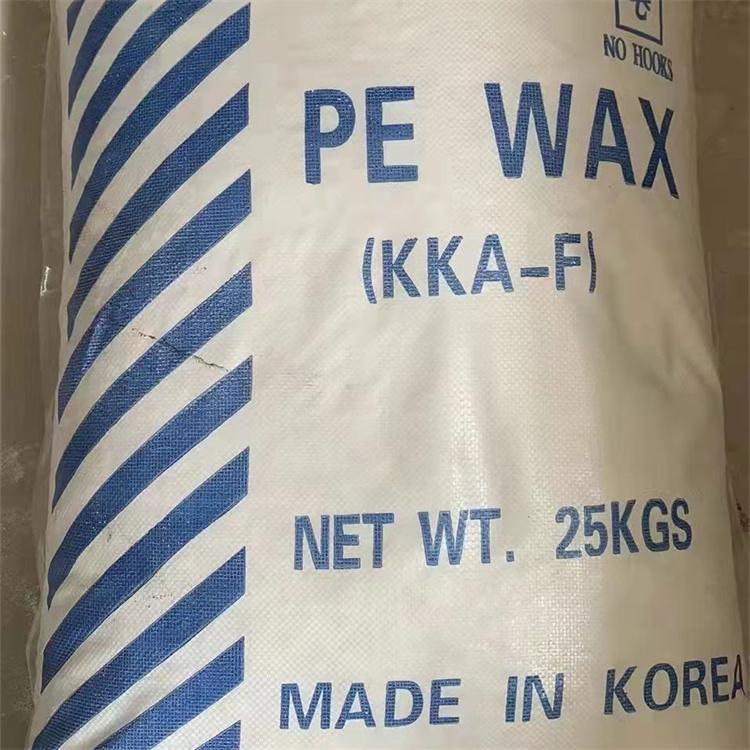 NO HOOKS
PE WAX
(KKA-F)
NET WT. 25KGS
MADE IN KOREA